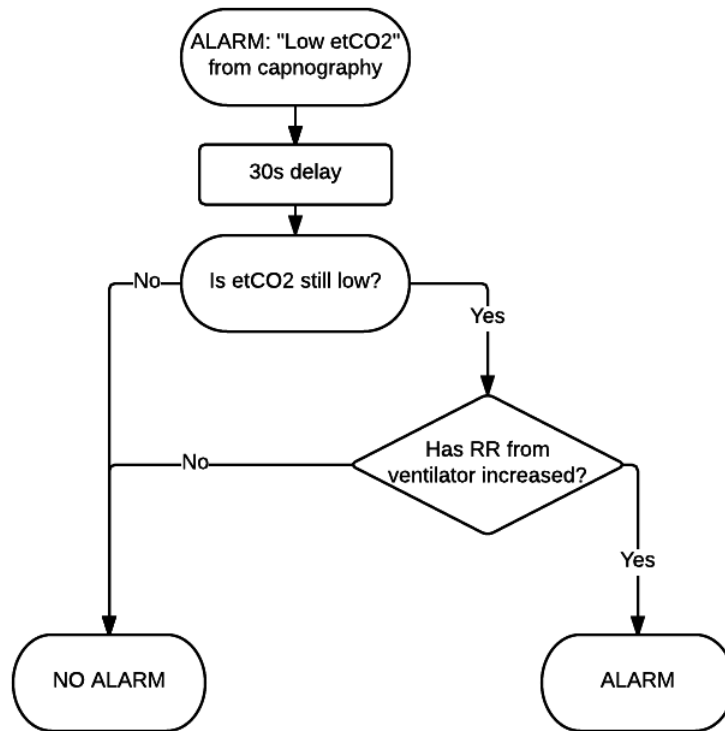 ALARM: "Low etCO2"
from capnography
30s delay
Is etCO2 still low?
No
Yes
Has RR from
ventilator increased?
No
Yes
NO ALARM
ALARM